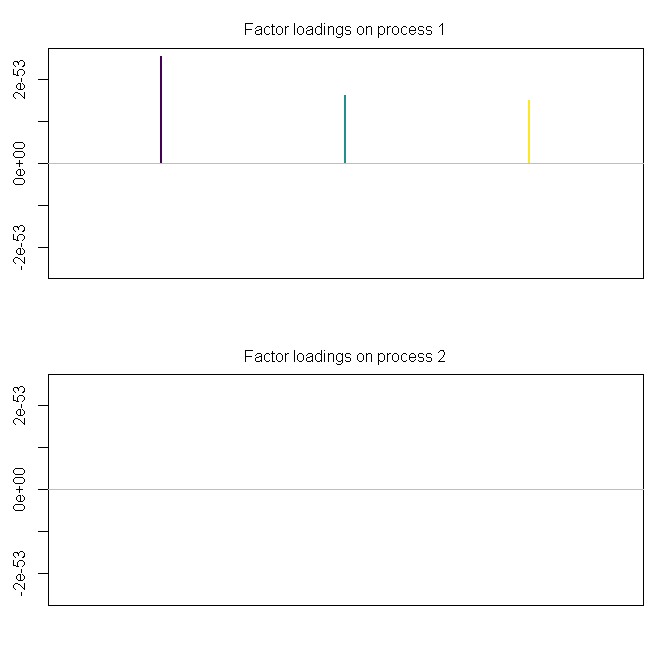 Factor loadings on process 1
2e-53
0e+00
-2e-53
Factor loadings on process 2
2e-53
0e+00
-2e-53